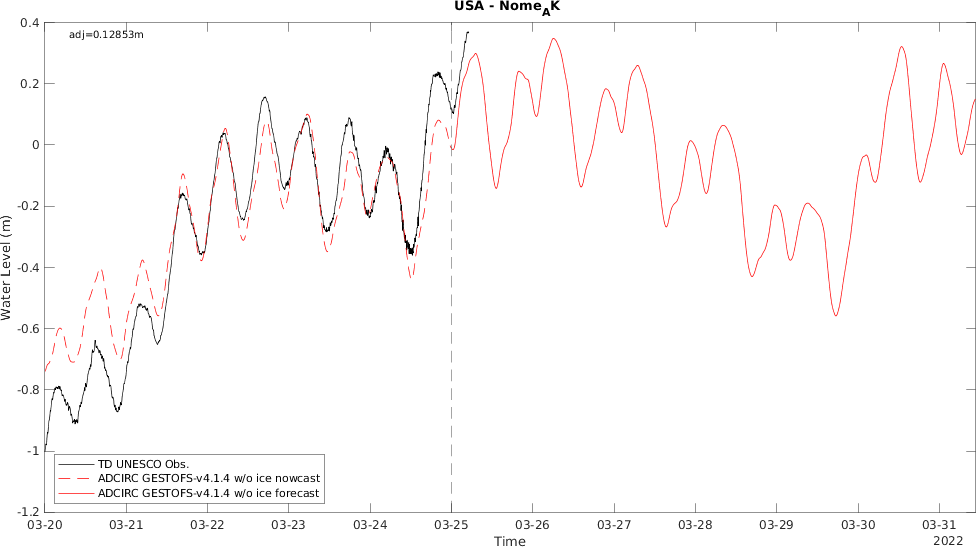 USA - Nome_AK
adj=0.12853m
0.4
0.2
0
-0.2
-0.4
-0.6
-0.8
-1
-1.2
Water Level (m)
TD UNESCO Obs.
ADCIRC GESTOFS-v4.1.4 w/o ice nowcast
ADCIRC GESTOFS-v4.1.4 w/o ice forecast
03-20 03-21 03-22 03-23 03-24 03-25 03-26 03-27 03-28 03-29 03-30 03-31
Time
2022